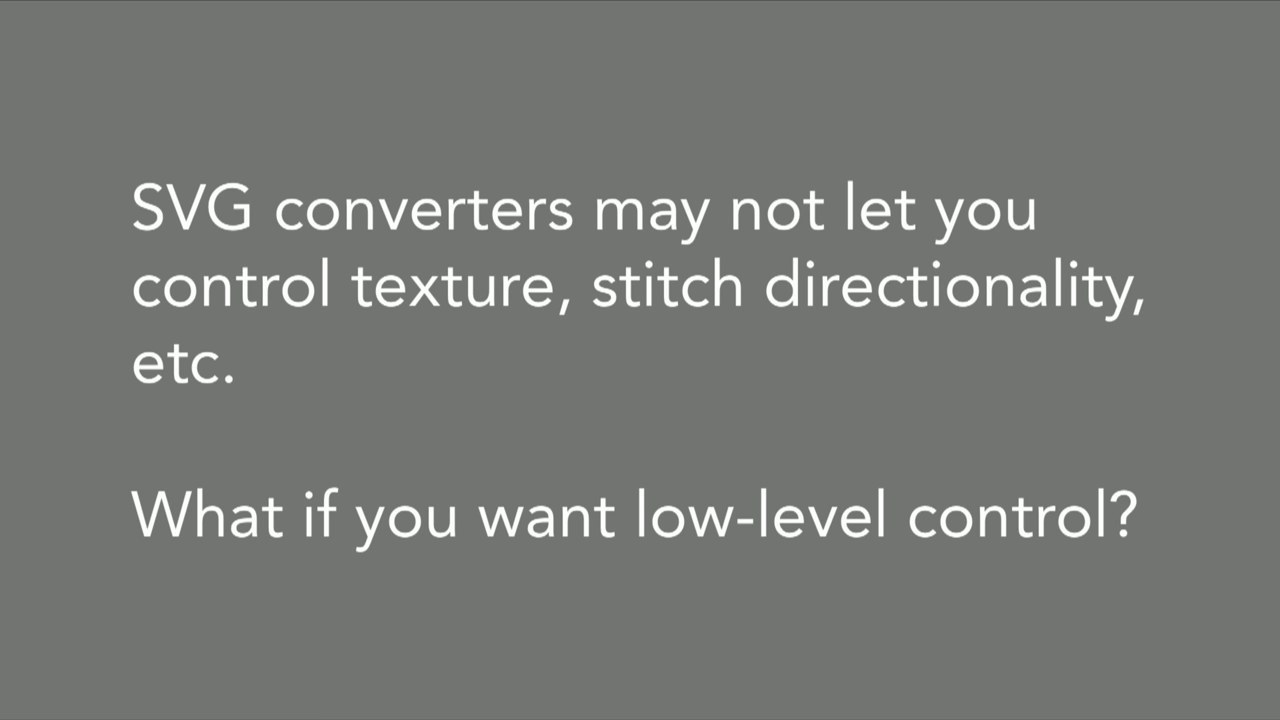 SVG converters may not let you
control texture, stitch directionality,
etc.
What if you want low-level control?